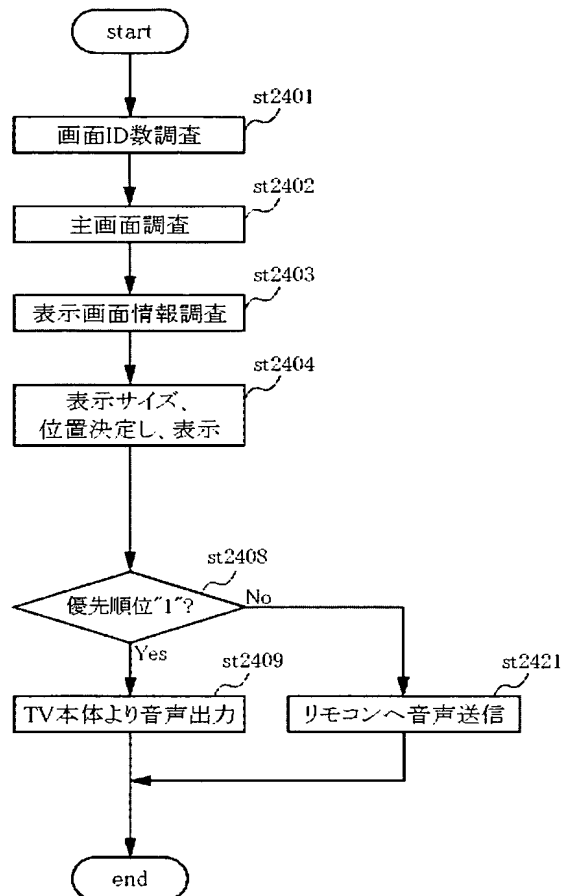 start
st2401
画面ID数調査
st2402
主画面調査
st2403
表示画面情報調査
st2404
表示サイズ、
位置決定し、表示
st2408
優先順位"1"?
No
Yes
st2409
TV本体より音声出力
st2421
リモコンへ音声送信
end